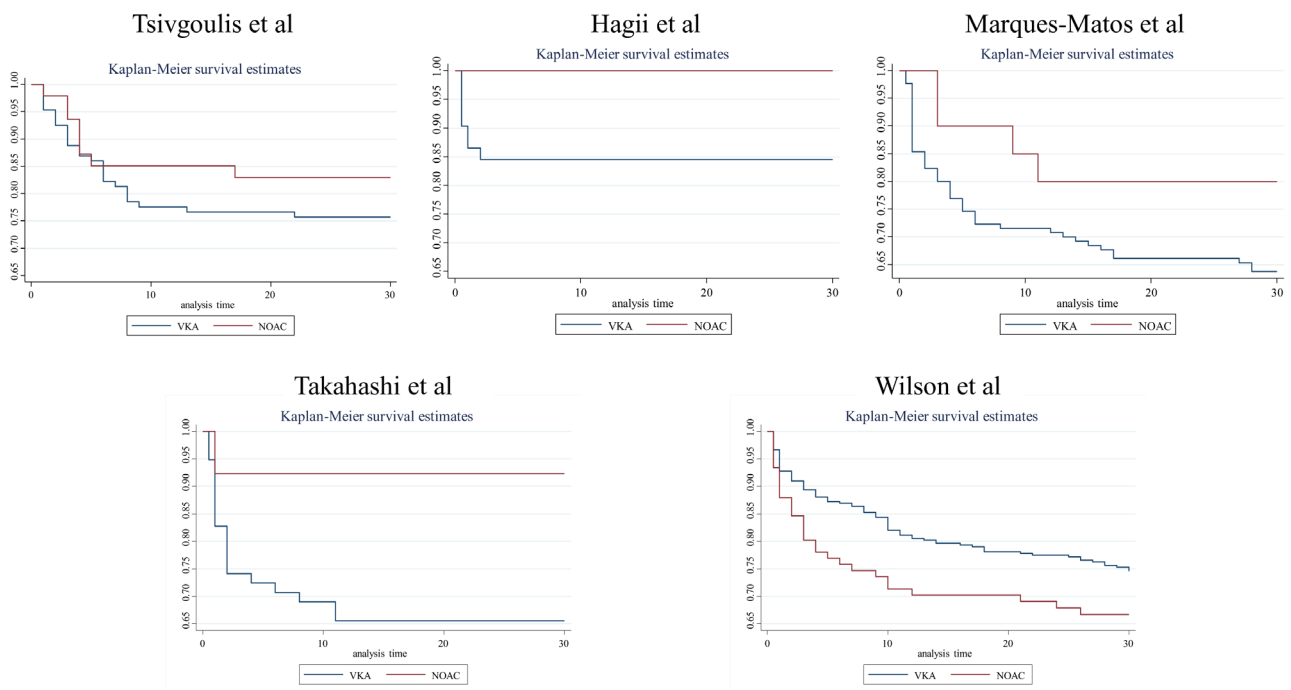 Tsivgoulis et al
Kaplan-Meier survival estimates
1.00
0.95
0.90
0.85
0.80
0.75
0.70
0.65
0 10 20 30
analysis time
VKA NOAC
Hagii et al
Kaplan-Meier survival estimates
1.00
0.95
0.90
0.85
0.80
0.75
0.70
0.65
0 10 20 30
analysis time
VKA NOAC
Marques-Matos et al
Kaplan-Meier survival estimates
1.00
0.95
0.90
0.85
0.80
0.75
0.70
0.65
0 10 20 30
analysis time
VKA NOAC
Takahashi et al
Kaplan-Meier survival estimates
1.00
0.95
0.90
0.85
0.80
0.75
0.70
0.65
0 10 20 30
analysis time
VKA NOAC
Wilson et al
Kaplan-Meier survival estimates
1.00
0.95
0.90
0.85
0.80
0.75
0.70
0.65
0 10 20 30
analysis time
VKA NOAC